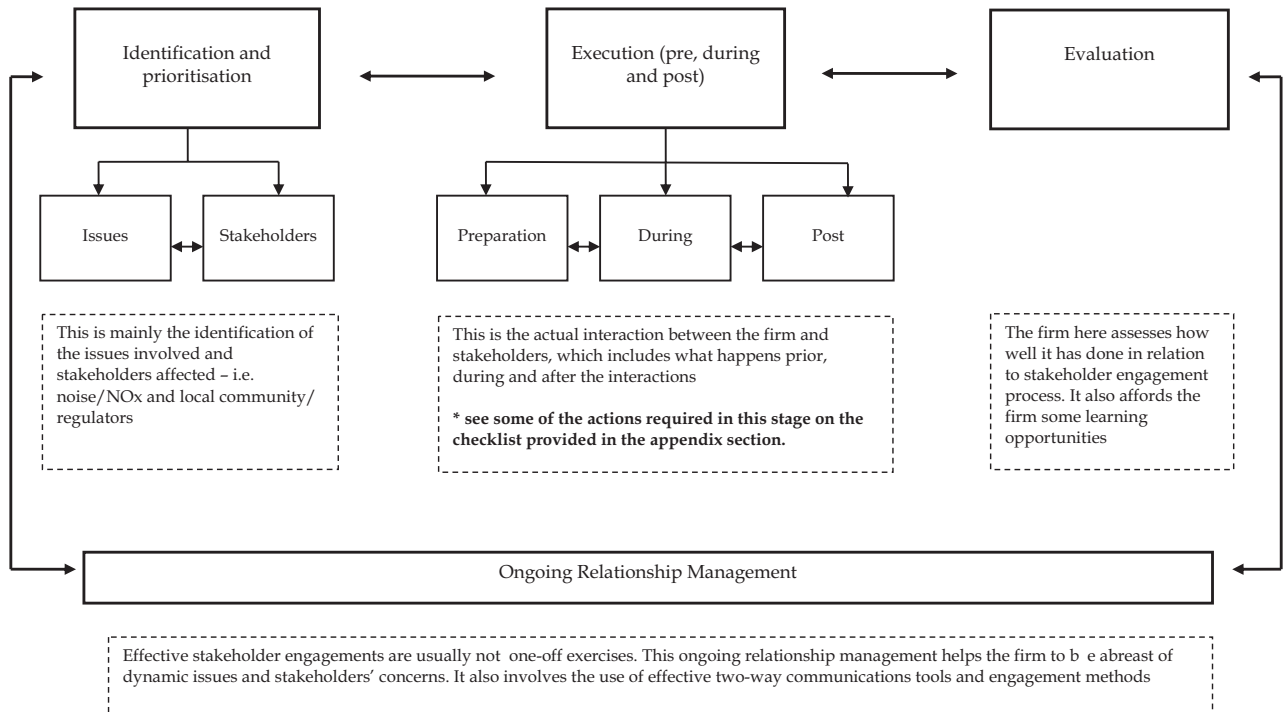 Identification and
prioritisation
Execution (pre, during
and post)
Evaluation
Issues
Stakeholders
Preparation
During
Post
This is mainly the identification of
the issues involved and
stakeholders affected – i.e.
noise/NOx and local community/
regulators
This is the actual interaction between the firm and
stakeholders, which includes what happens prior,
during and after the interactions
* see some of the actions required in this stage on the
checklist provided in the appendix section.
The firm here assesses how
well it has done in relation
to stakeholder engagement
process. It also affords the
firm some learning
opportunities
Ongoing Relationship Management
Effective stakeholder engagements are usually not one-off exercises. This ongoing relationship management helps the firm to b e abreast of
dynamic issues and stakeholders’ concerns. It also involves the use of effective two-way communications tools and engagement methods